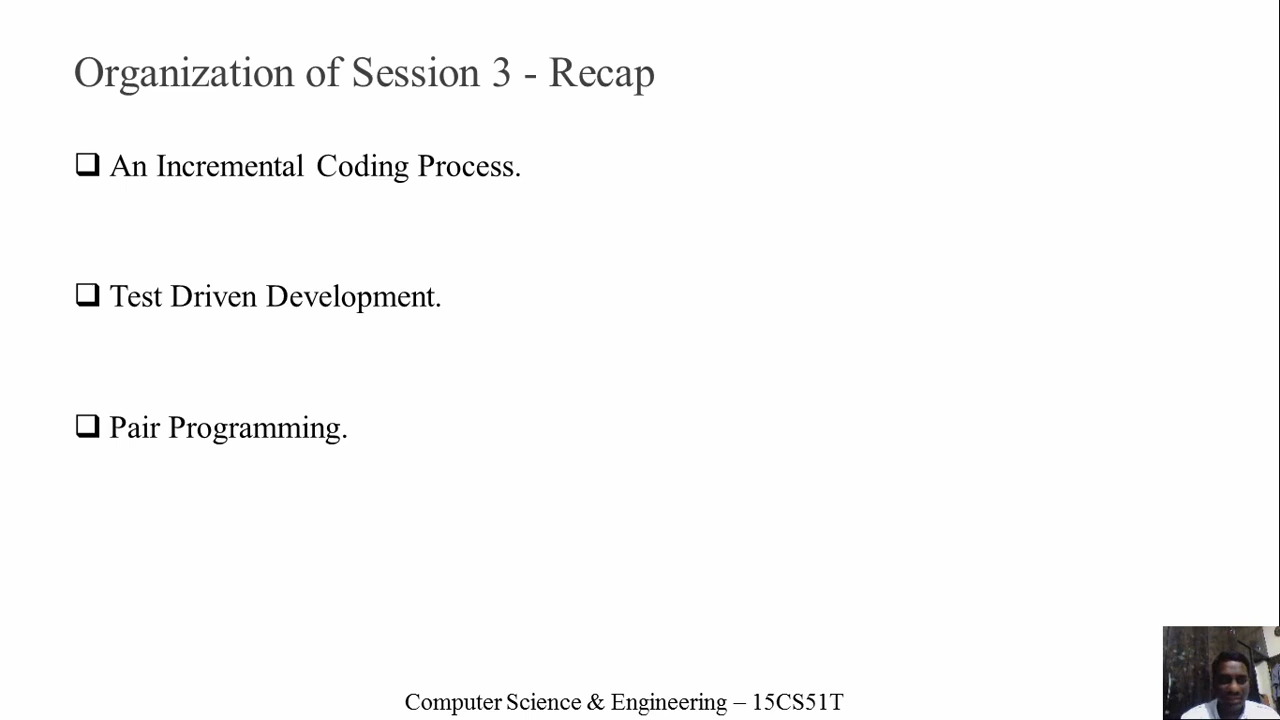 Organization of Session 3 - Recap
❑ An Incremental Coding Process.
❑ Test Driven Development.
❑ Pair Programming.
Computer Science & Engineering – 15CS51T